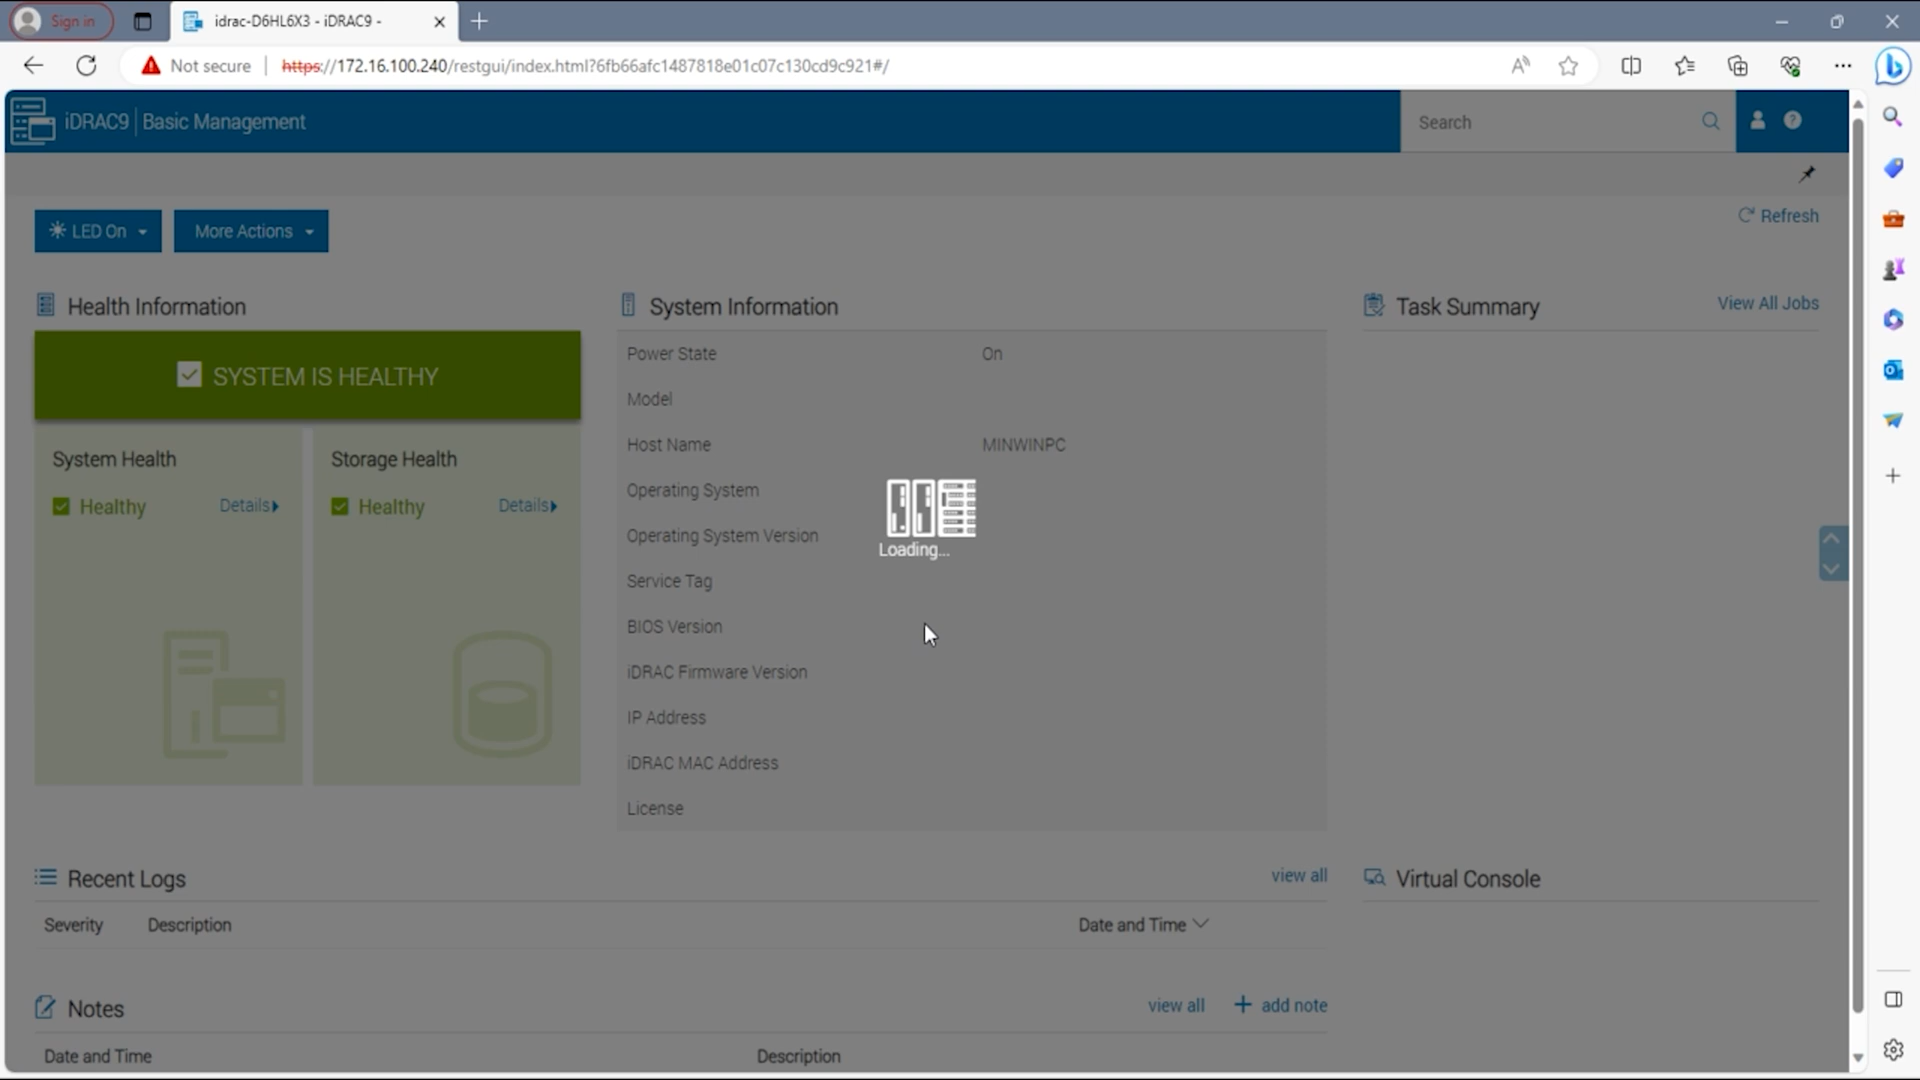 Sign in
idrac-D6HL6X3 - iDRAC9 -
Not secure
https://172.16.100.240/restgui/index.html?6fb66afc1487818e01c07c130cd9c921#/
iDRAC9 | Basic Management
Search
LED On
More Actions
Refresh
Health Information
SYSTEM IS HEALTHY
System Health
Healthy
Details
Storage Health
Healthy
Details
System Information
Power State On
Model
Host Name MINWINPC
Operating System
Operating System Version
Service Tag
BIOS Version
iDRAC Firmware Version
IP Address
iDRAC MAC Address
License
Loading...
Task Summary
View All Jobs
Recent Logs
view all
Severity Description Date and Time
Virtual Console
Notes
view all
+ add note
Date and Time Description